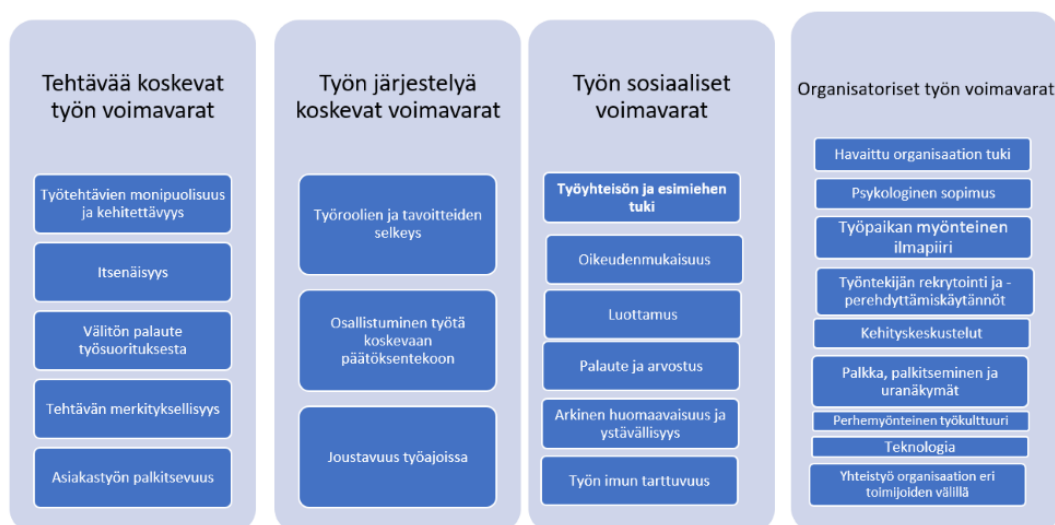 Tehtävää koskevat
työn voimavarat
Työtehtävien monipuolisuus
ja kehitettävyys
Itsenäisyys
Välitön palaute
työsuorituksesta
Tehtävän merkityksellisyys
Asiakastyön palkitsevuus
Työn järjestelyä
koskevat voimavarat
Työroolien ja tavoitteiden
selkeys
Osallistuminen työtä
koskevaan
päätöksentekoon
Joustavuus työajoissa
Työn sosiaaliset
voimavarat
Työyhteisön ja esimiehen
tuki
Oikeudenmukaisuus
Luottamus
Palaute ja arvostus
Arkinen huomaavaisuus ja
ystävällisyys
Työn imun tarttuvuus
Organisatoriset työn voimavarat
Havaittu organisaation tuki
Psykologinen sopimus
Työpaikan myönteinen
ilmapiiri
Työntekijän rekrytointi ja -
perehdyttämiskäytännöt
Kehityskeskustelut
Palkka, palkitseminen ja
uranäkymät
Perhemyönteinen työkulttuuri
Teknologia
Yhteistyö organisaation eri
toimijoiden välillä